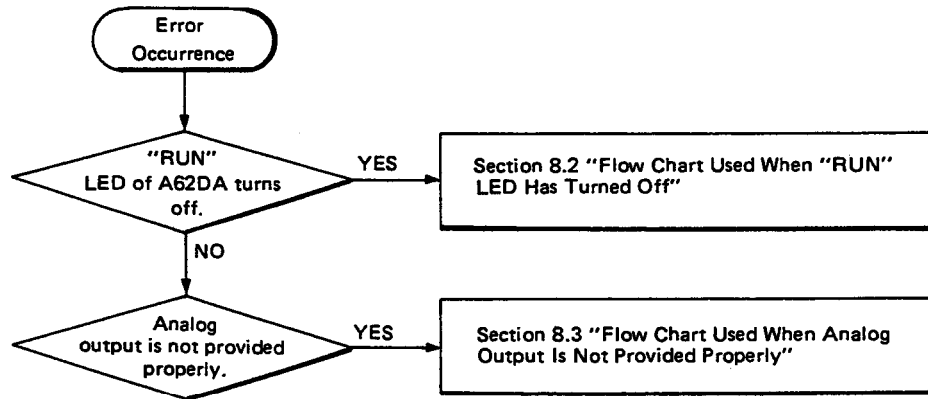 Error
Occurrence
"RUN"
LED of A62DA turns
off.
YES
Section 8.2 "Flow Chart Used When "RUN"
LED Has Turned Off"
NO
Analog
output is not provided
properly.
YES
Section 8.3 "Flow Chart Used When Analog
Output Is Not Provided Properly"